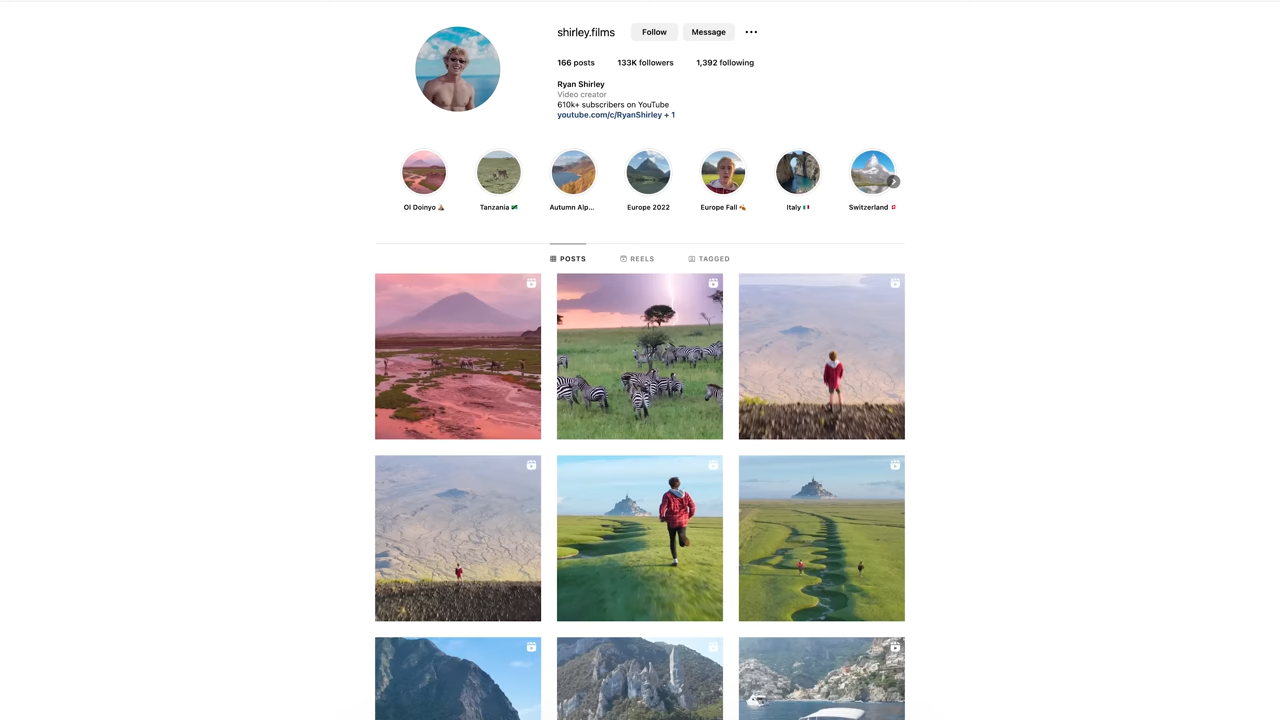 shirley.films Follow Message
166 posts 133K followers 1,392 following
Ryan Shirley
Video creator
610k+ subscribers on YouTube
youtube.com/c/RyanShirley + 1
Ol Doinyo 🌋 Tanzania 🇹🇿 Autumn Alp... Europe 2022 Europe Fall 🍂 Italy 🇮🇹 Switzerland 🇨🇭
POSTS REELS TAGGED